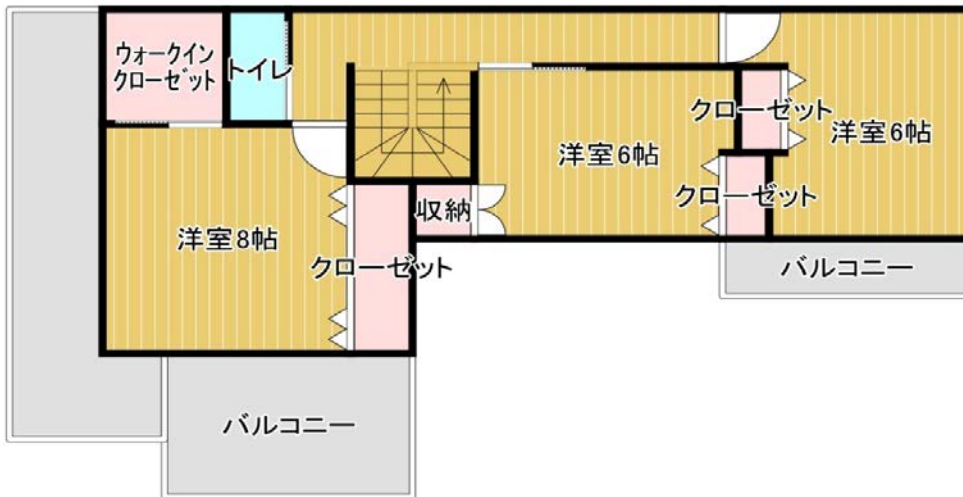 ウォークイン
クローゼット
トイレ
クローゼット
洋室6帖
洋室6帖
クローゼット
収納
洋室8帖
クローゼット
バルコニー
バルコニー